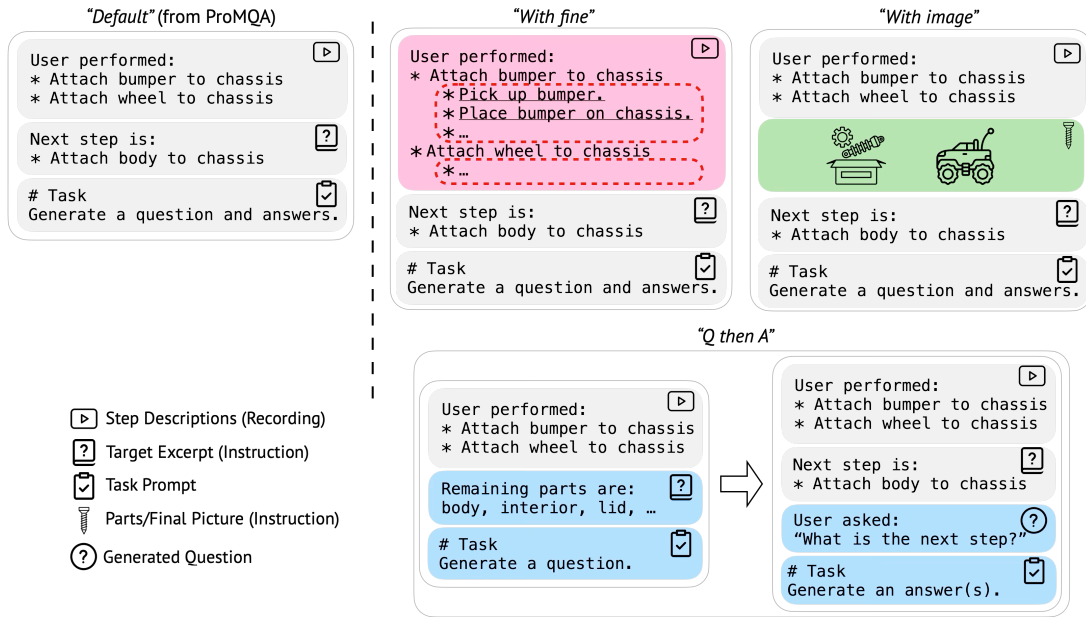 “Default” (from ProMQA)
User performed:
* Attach bumper to chassis
* Attach wheel to chassis
Next step is:
* Attach body to chassis
# Task
Generate a question and answers.
“With fine”
User performed:
* Attach bumper to chassis
* Pick up bumper.
* Place bumper on chassis.
* …
* Attach wheel to chassis
* …
Next step is:
* Attach body to chassis
# Task
Generate a question and answers.
“With image”
User performed:
* Attach bumper to chassis
* Attach wheel to chassis
Next step is:
* Attach body to chassis
# Task
Generate a question and answers.
“Q then A”
User performed:
* Attach bumper to chassis
* Attach wheel to chassis
Remaining parts are:
body, interior, lid, …
# Task
Generate a question.
User performed:
* Attach bumper to chassis
* Attach wheel to chassis
Next step is:
* Attach body to chassis
User asked:
“What is the next step?”
# Task
Generate an answer(s).
Step Descriptions (Recording)
Target Excerpt (Instruction)
Task Prompt
Parts/Final Picture (Instruction)
Generated Question